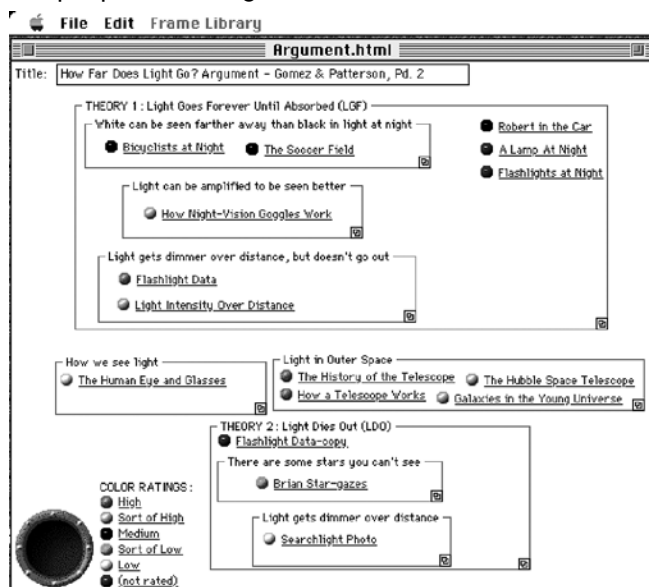 File Edit Frame Library
Argument.html
Title: How Far Does Light Go? Argument - Gomez & Patterson, Pd. 2
THEORY 1: Light Goes Forever Until Absorbed (LGF)
White can be seen farther away than black in light at night
Bicyclists at Night
The Soccer Field
Robert in the Car
A Lamp At Night
Flashlights at Night
Light can be amplified to be seen better
How Night-Vision Goggles Work
Light gets dimmer over distance, but doesn't go out
Flashlight Data
Light Intensity Over Distance
How we see light
The Human Eye and Glasses
Light in Outer Space
The History of the Telescope
The Hubble Space Telescope
How a Telescope Works
Galaxies in the Young Universe
THEORY 2: Light Dies Out (LDO)
Flashlight Data-copy
There are some stars you can't see
Brian Star-gazes
Light gets dimmer over distance
Searchlight Photo
COLOR RATINGS:
High
Sort of High
Medium
Sort of Low
Low
(not rated)